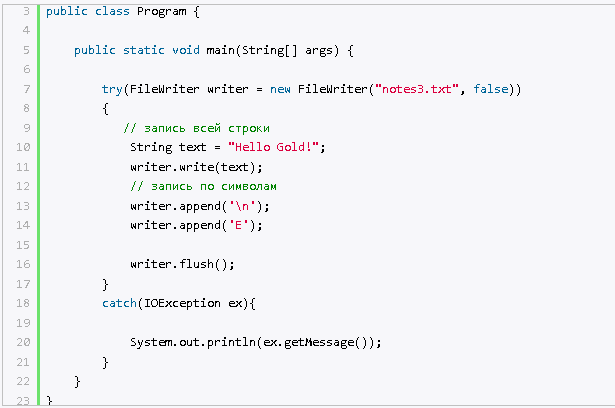 3 public class Program {
4
5     public static void main(String[] args) {
6
7         try(FileWriter writer = new FileWriter("notes3.txt", false))
8         {
9            // запись всей строки
10             String text = "Hello Gold!";
11             writer.write(text);
12             // запись по символам
13             writer.append('\n');
14             writer.append('E');
15
16             writer.flush();
17         }
18         catch(IOException ex){
19
20             System.out.println(ex.getMessage());
21         }
22     }
23 }